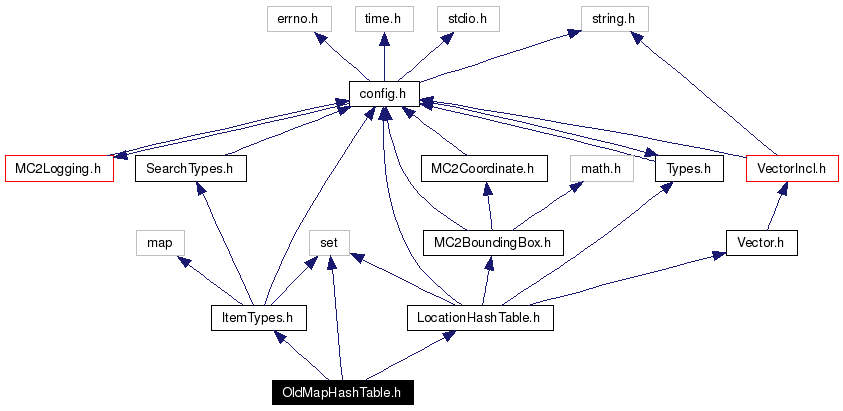 errno.h
time.h
stdio.h
string.h
config.h
MC2Logging.h
SearchTypes.h
MC2Coordinate.h
math.h
Types.h
VectorIncl.h
map
set
MC2BoundingBox.h
Vector.h
ItemTypes.h
LocationHashTable.h
OldMapHashTable.h